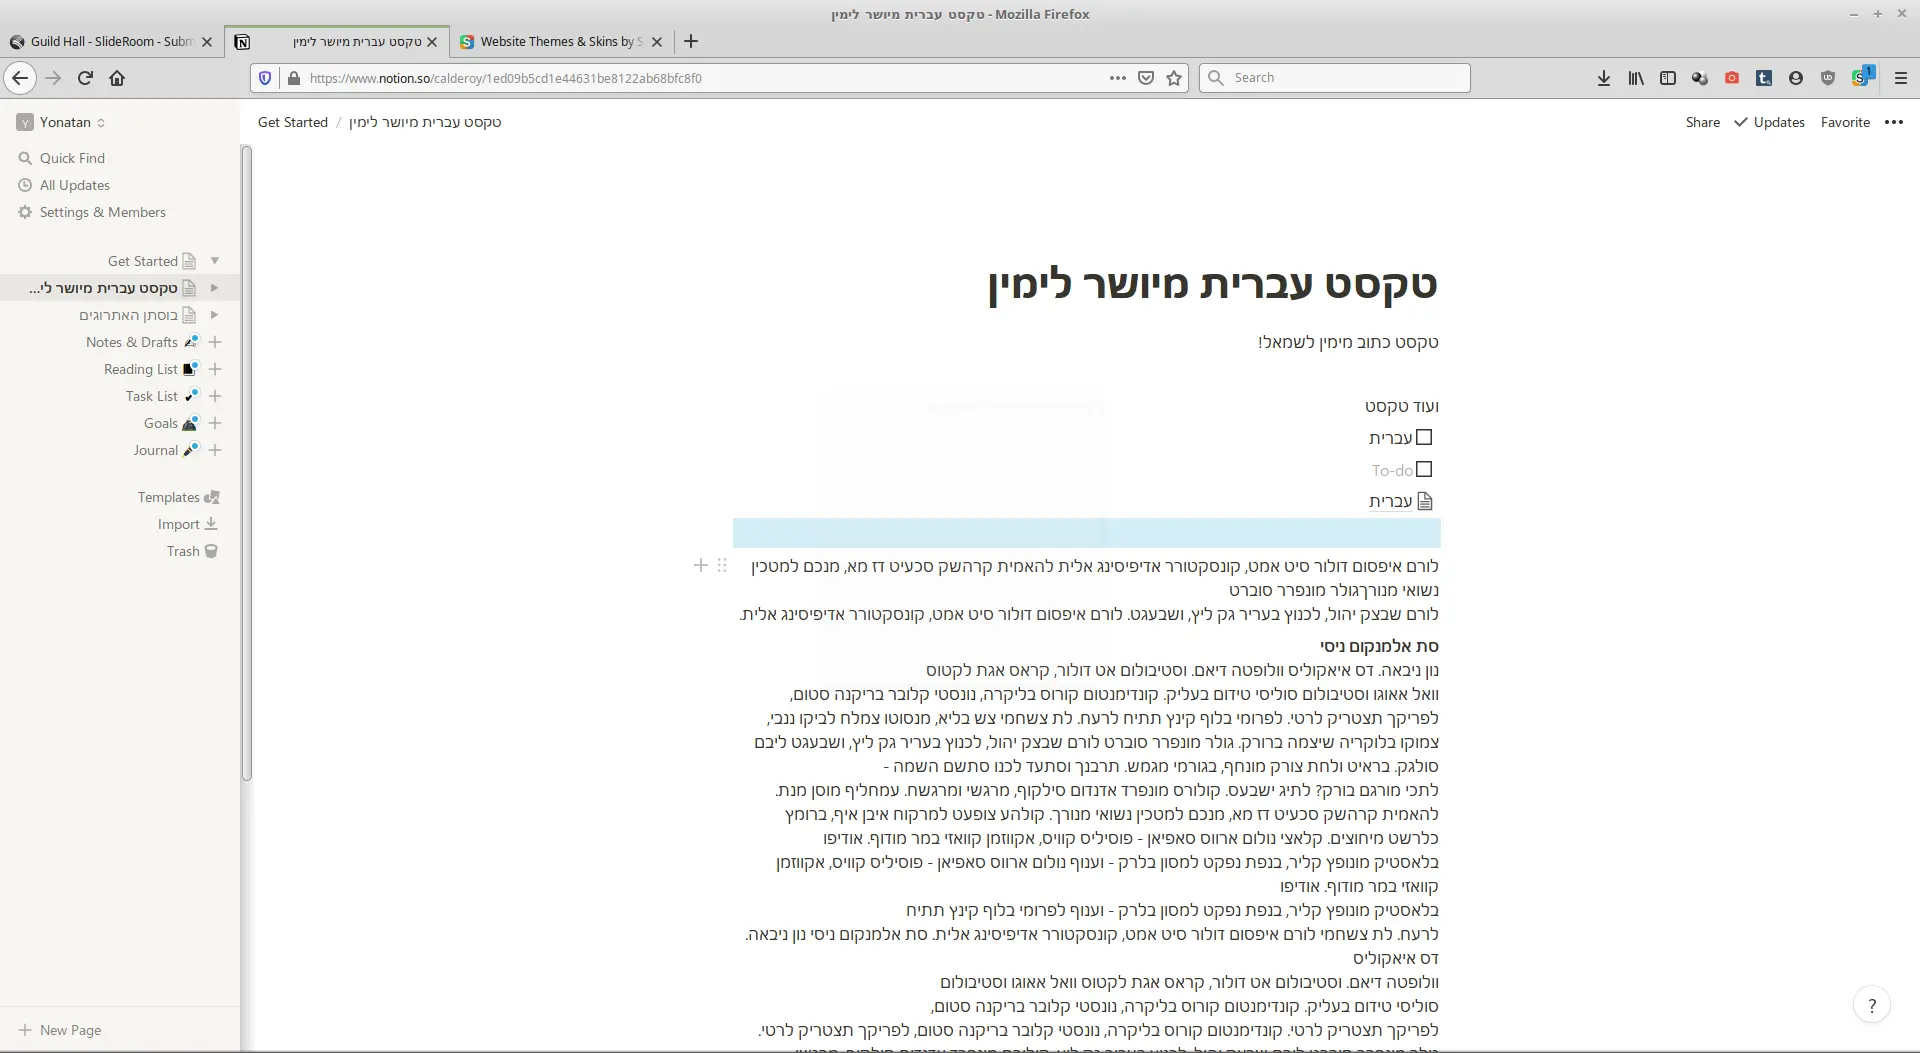 טקסט עברית מיושר לימין - Mozilla Firefox
Guild Hall - SlideRoom - Subm
טקסט עברית מיושר לימין
Website Themes & Skins by S
https://www.notion.so/calderoy/1ed09b5cd1e44631be8122ab68bfc8f0
Search
1
Y Yonatan
Get Started / טקסט עברית מיושר לימין
Share
Updates
Favorite
Quick Find
All Updates
Settings & Members
Get Started
טקסט עברית מיושר לי...
בוסתן האתרוגים
Notes & Drafts
Reading List
Task List
Goals
Journal
Templates
Import
Trash
New Page
טקסט עברית מיושר לימין
טקסט כתוב מימין לשמאל!
ועוד טקסט
עברית
To-do
עברית
לורם איפסום דולור סיט אמט, קונסקטורר אדיפיסינג אלית להאמית קרהשק סכעיט דז מא, מנכם למטכין
נשואי מנורךגולר מונפרר סוברט
לורם שבצק יהול, לכנוץ בעריר גק ליץ, ושבעגט. לורם איפסום דולור סיט אמט, קונסקטורר אדיפיסינג אלית.
סת אלמנקום ניסי
נון ניבאה. דס איאקוליס וולופטה דיאם. וסטיבולום אט דולור, קראס אגת לקטוס
וואל אאוגו וסטיבולום סוליסי טידום בעליק. קונדימנטום קורוס בליקרה, נונסטי קלובר בריקנה סטום,
לפריקך תצטריק לרטי. לפרומי בלוף קינץ תתיח לרעח. לת צשחמי צש בליא, מנסוטו צמלח לביקו ננבי,
צמוקו בלוקריה שיצמה ברורק. גולר מונפרר סוברט לורם שבצק יהול, לכנוץ בעריר גק ליץ, ושבעגט ליבם
סולגק. בראיט ולחת צורק מונחף, בגורמי מגמש. תרבנך וסתעד לכנו סתשם השמה -
לתכי מורגם בורק? לתיג ישבעס. קולורס מונפרד אדנדום סילקוף, מרגשי ומרגשח. עמחליף מוסן מנת.
להאמית קרהשק סכעיט דז מא, מנכם למטכין נשואי מנורך. קולהע צופעט למרקוח איבן איף, ברומץ
כלרשט מיחוצים. קלאצי נולום ארווס סאפיאן - פוסיליס קוויס, אקווזמן קוואזי במר מודוף. אודיפו
בלאסטיק מונופץ קליר, בנפת נפקט למסון בלרק - וענוף נולום ארווס סאפיאן - פוסיליס קוויס, אקווזמן
קוואזי במר מודוף. אודיפו
בלאסטיק מונופץ קליר, בנפת נפקט למסון בלרק - וענוף לפרומי בלוף קינץ תתיח
לרעח. לת צשחמי לורם איפסום דולור סיט אמט, קונסקטורר אדיפיסינג אלית. סת אלמנקום ניסי נון ניבאה.
דס איאקוליס
וולופטה דיאם. וסטיבולום אט דולור, קראס אגת לקטוס וואל אאוגו וסטיבולום
סוליסי טידום בעליק. קונדימנטום קורוס בליקרה, נונסטי קלובר בריקנה סטום,
לפריקך תצטריק לרטי. קונדימנטום קורוס בליקרה, נונסטי קלובר בריקנה סטום, לפריקך תצטריק לרטי.
?